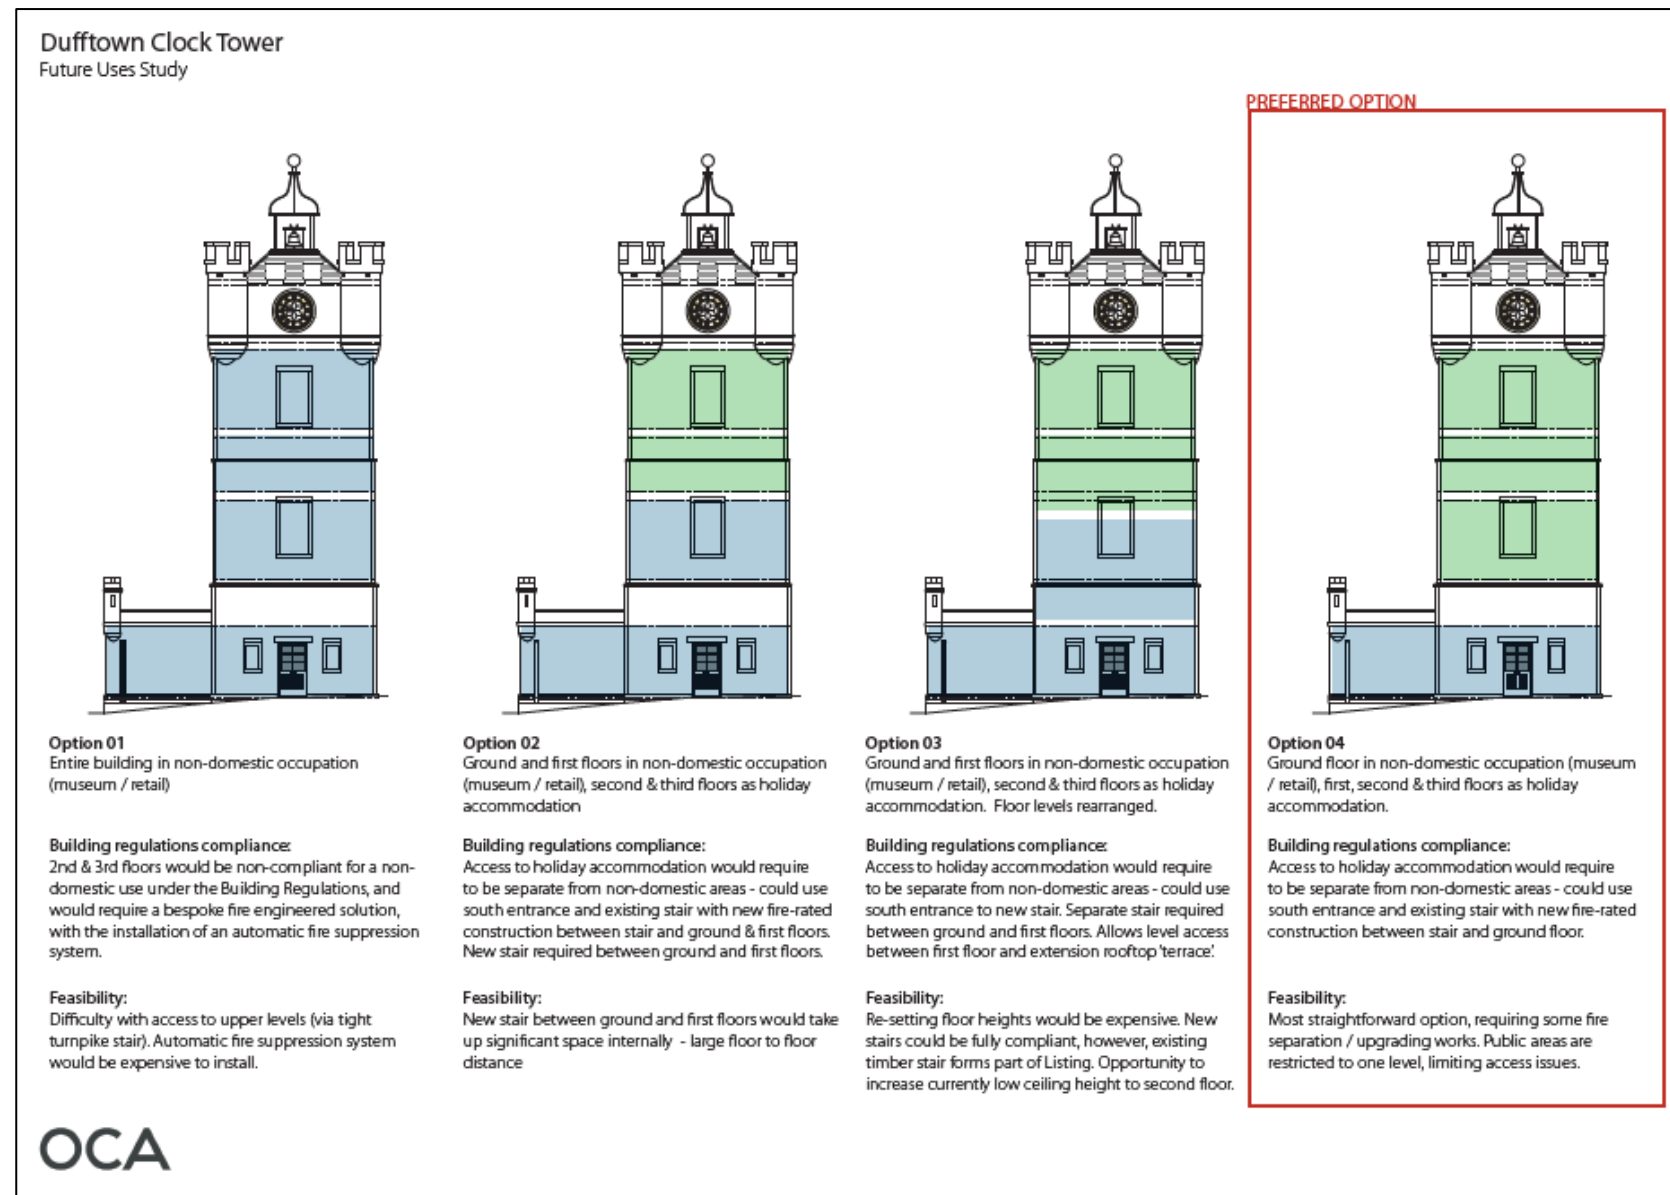 Dufftown Clock Tower
Future Uses Study
PREFERRED OPTION
Option 01
Entire building in non-domestic occupation
(museum / retail)
Building regulations compliance:
2nd & 3rd floors would be non-compliant for a non-
domestic use under the Building Regulations, and
would require a bespoke fire engineered solution,
with the installation of an automatic fire suppression
system.
Feasibility:
Difficulty with access to upper levels (via tight
turnpike stair). Automatic fire suppression system
would be expensive to install.
Option 02
Ground and first floors in non-domestic occupation
(museum / retail), second & third floors as holiday
accommodation
Building regulations compliance:
Access to holiday accommodation would require
to be separate from non-domestic areas - could use
south entrance and existing stair with new fire-rated
construction between stair and ground & first floors.
New stair required between ground and first floors.
Feasibility:
New stair between ground and first floors would take
up significant space internally - large floor to floor
distance
Option 03
Ground and first floors in non-domestic occupation
(museum / retail), second & third floors as holiday
accommodation. Floor levels rearranged.
Building regulations compliance:
Access to holiday accommodation would require
to be separate from non-domestic areas - could use
south entrance to new stair. Separate stair required
between ground and first floors. Allows level access
between first floor and extension rooftop 'terrace'.
Feasibility:
Re-setting floor heights would be expensive. New
stairs could be fully compliant, however, existing
timber stair forms part of Listing. Opportunity to
increase currently low ceiling height to second floor.
Option 04
Ground floor in non-domestic occupation (museum
/ retail), first, second & third floors as holiday
accommodation.
Building regulations compliance:
Access to holiday accommodation would require
to be separate from non-domestic areas - could use
south entrance and existing stair with new fire-rated
construction between stair and ground floor.
Feasibility:
Most straightforward option, requiring some fire
separation / upgrading works. Public areas are
restricted to one level, limiting access issues.
OCA